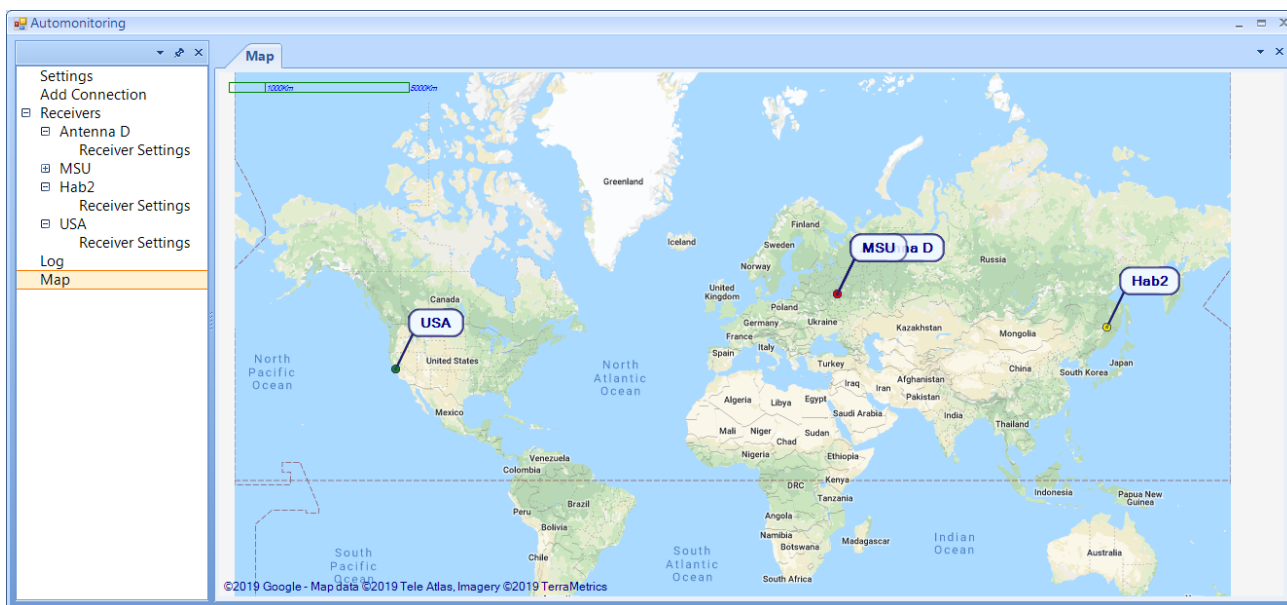 Automonitoring
Settings
Add Connection
Receivers
Antenna D
Receiver Settings
MSU
Hab2
Receiver Settings
USA
Receiver Settings
Log
Map
Map
1000Km
5000Km
Greenland
Iceland
Finland
Sweden
Norway
Russia
MSU
na D
Hab2
United
Kingdom
Canada
Poland
USA
Germany
Ukraine
Kazakhstan
Mongolia
France
Italy
Spain
Turkey
North
Pacific
Ocean
United States
North
Atlantic
Ocean
China
South Korea
Japan
Iraq
Iran
Afghanistan
Pakistan
Algeria
Libya
Egypt
Saudi Arabia
India
Mexico
Thailand
Mali
Niger
Chad
Sudan
Nigeria
Ethiopia
Venezuela
Colombia
DRC
Kenya
Tanzania
Indonesia
Papua New
Guinea
Peru
Brazil
Angola
Bolivia
Namibia
Botswana
Madagascar
Indian
Ocean
Australia
South
Pacific
Ocean
Chile
South
Atlantic
Ocean
South Africa
©2019 Google - Map data ©2019 Tele Atlas, Imagery ©2019 TerraMetrics